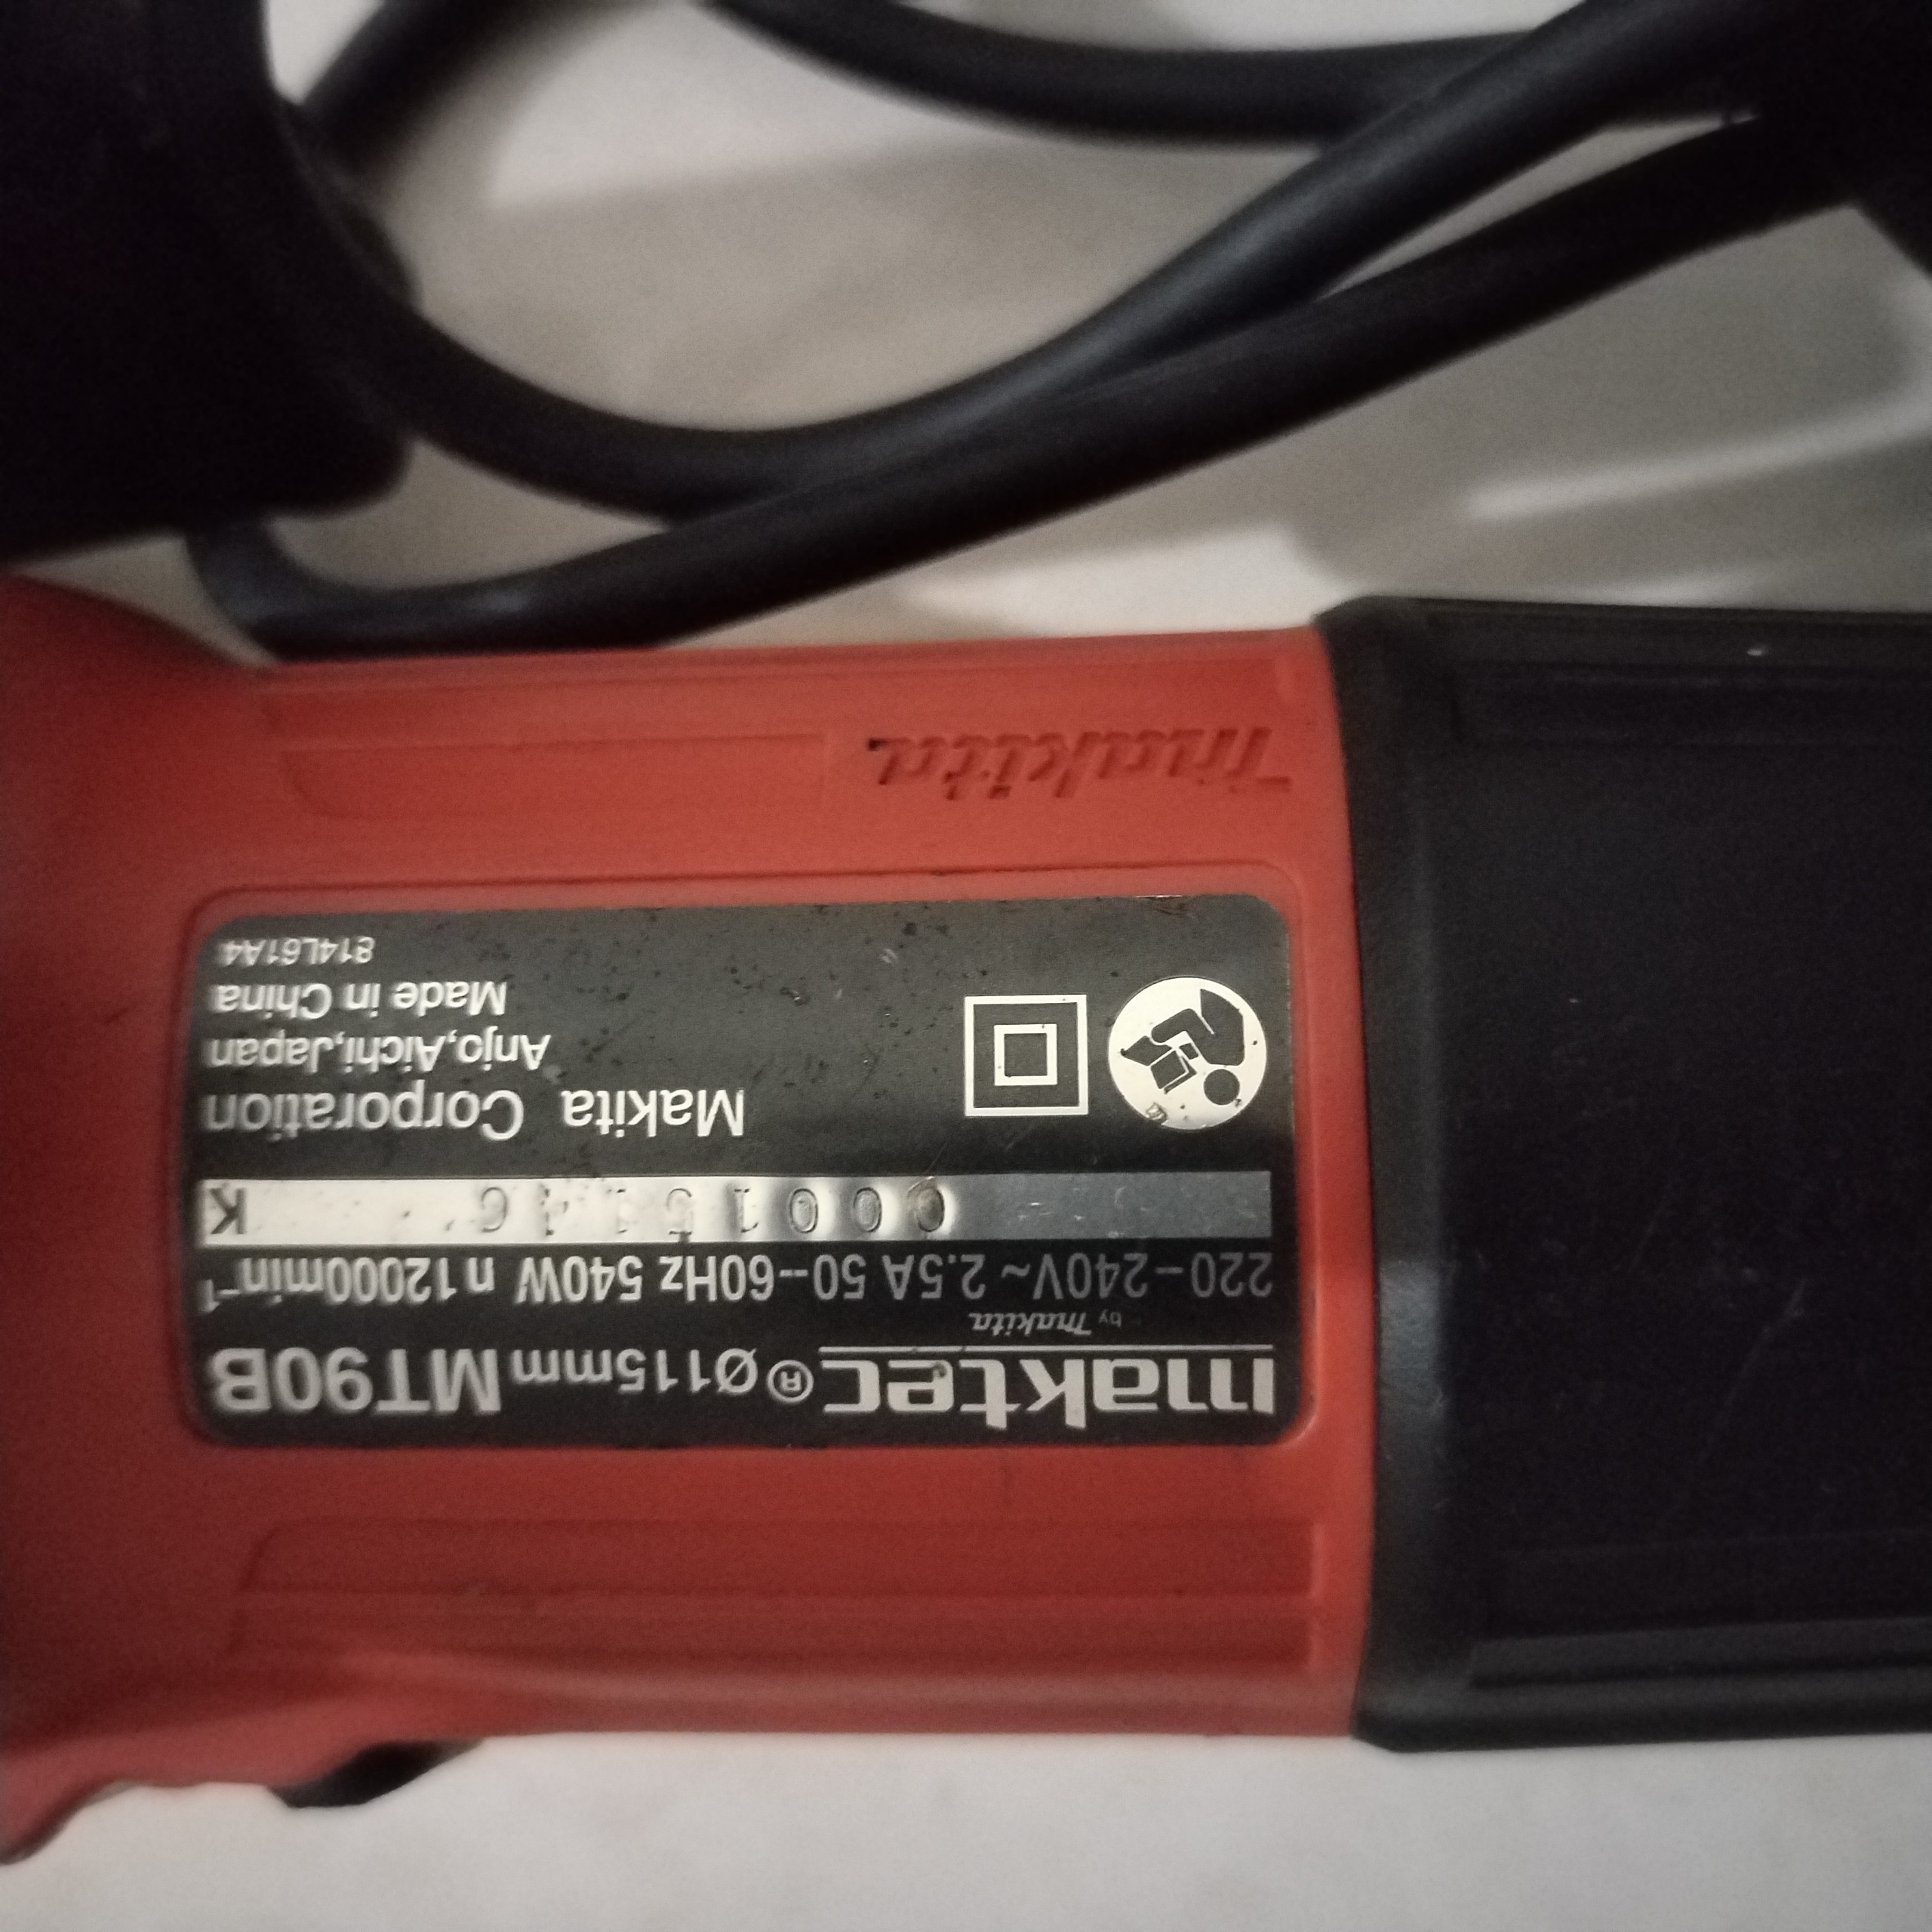 maktec® Ø115mm MT90B
by makita
220-240V~ 2.5A 50--60Hz 540W n 12000min⁻¹
K
Makita Corporation
Anjo,Aichi,Japan
Made in China
814L61A4
makita